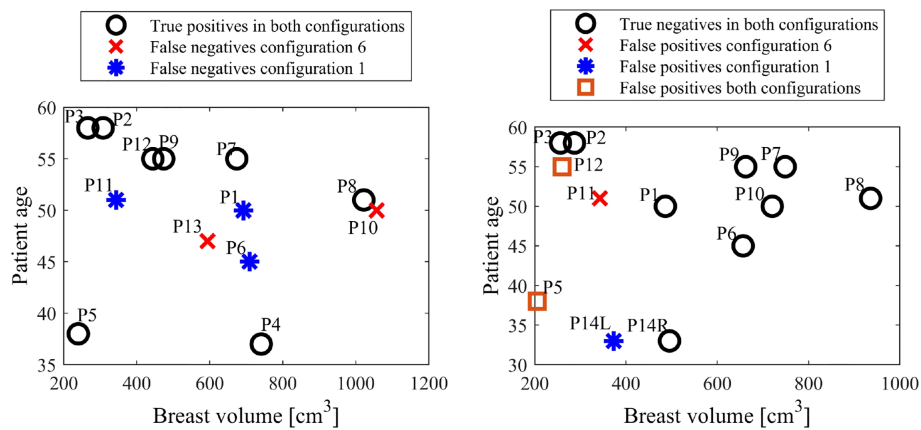 True positives in both configurations
False negatives configuration 6
False negatives configuration 1
60
55
50
45
40
35
200
400
600
800
1000
1200
Patient age
Breast volume [cm³]
P3
P2
P12
P9
P7
P11
P1
P8
P10
P13
P6
P5
P4
True negatives in both configurations
False positives configuration 6
False positives configuration 1
False positives both configurations
60
55
50
45
40
35
30
200
400
600
800
1000
Patient age
Breast volume [cm³]
P3
P2
P12
P9
P7
P11
P1
P10
P8
P6
P5
P14L
P14R